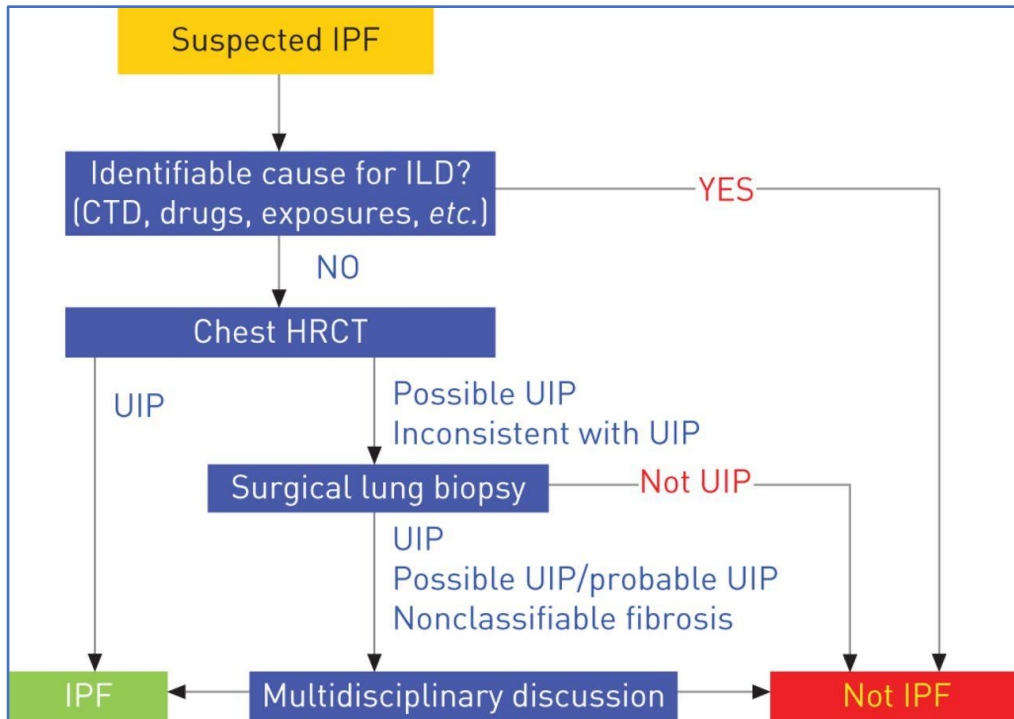 Suspected IPF
Identifiable cause for ILD?
(CTD, drugs, exposures, etc.)
YES
NO
Chest HRCT
UIP
Possible UIP
Inconsistent with UIP
Surgical lung biopsy
Not UIP
UIP
Possible UIP/probable UIP
Nonclassifiable fibrosis
IPF
Multidisciplinary discussion
Not IPF